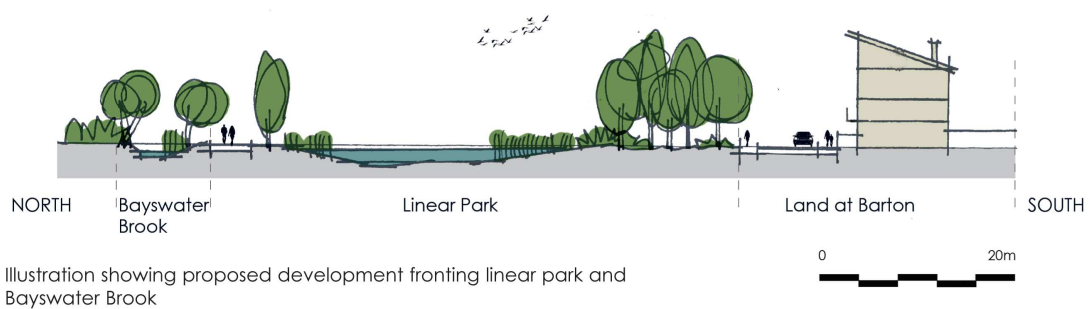 NORTH
Bayswater
Brook
Linear Park
Land at Barton
SOUTH
0
20m
Illustration showing proposed development fronting linear park and
Bayswater Brook